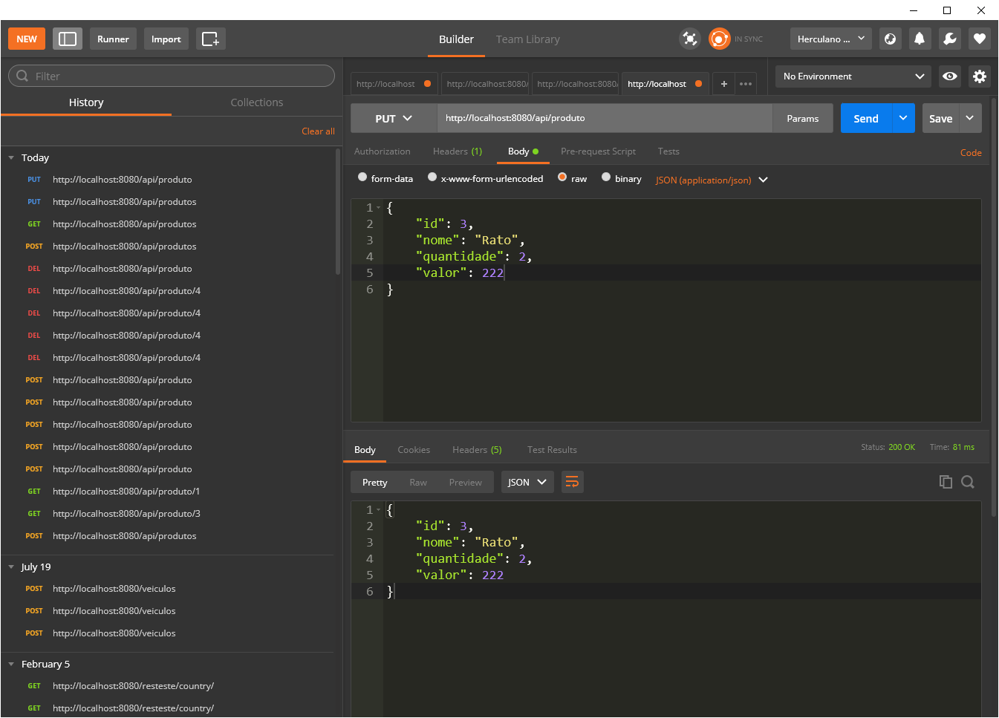 NEW
Runner
Import
Builder
Team Library
IN SYNC
Herculano ...
Filter
History
Collections
Clear all
Today
PUT http://localhost:8080/api/produto
PUT http://localhost:8080/api/produtos
GET http://localhost:8080/api/produtos
POST http://localhost:8080/api/produtos
DEL http://localhost:8080/api/produto
DEL http://localhost:8080/api/produto/4
DEL http://localhost:8080/api/produto/4
DEL http://localhost:8080/api/produto/4
DEL http://localhost:8080/api/produto/4
POST http://localhost:8080/api/produto
POST http://localhost:8080/api/produto
POST http://localhost:8080/api/produto
POST http://localhost:8080/api/produto
POST http://localhost:8080/api/produto
GET http://localhost:8080/api/produto/1
GET http://localhost:8080/api/produto/3
POST http://localhost:8080/api/produtos
July 19
POST http://localhost:8080/veiculos
POST http://localhost:8080/veiculos
POST http://localhost:8080/veiculos
February 5
GET http://localhost:8080/resteste/country/
GET http://localhost:8080/resteste/country/
http://localhost
http://localhost:8080/
http://localhost:8080/
http://localhost
+
•••
No Environment
PUT
http://localhost:8080/api/produto
Params
Send
Save
Authorization
Headers (1)
Body
Pre-request Script
Tests
Code
form-data
x-www-form-urlencoded
raw
binary
JSON (application/json)
1 {
2 "id": 3,
3 "nome": "Rato",
4 "quantidade": 2,
5 "valor": 222
6 }
Body
Cookies
Headers (5)
Test Results
Status: 200 OK
Time: 81 ms
Pretty
Raw
Preview
JSON
1 {
2 "id": 3,
3 "nome": "Rato",
4 "quantidade": 2,
5 "valor": 222
6 }